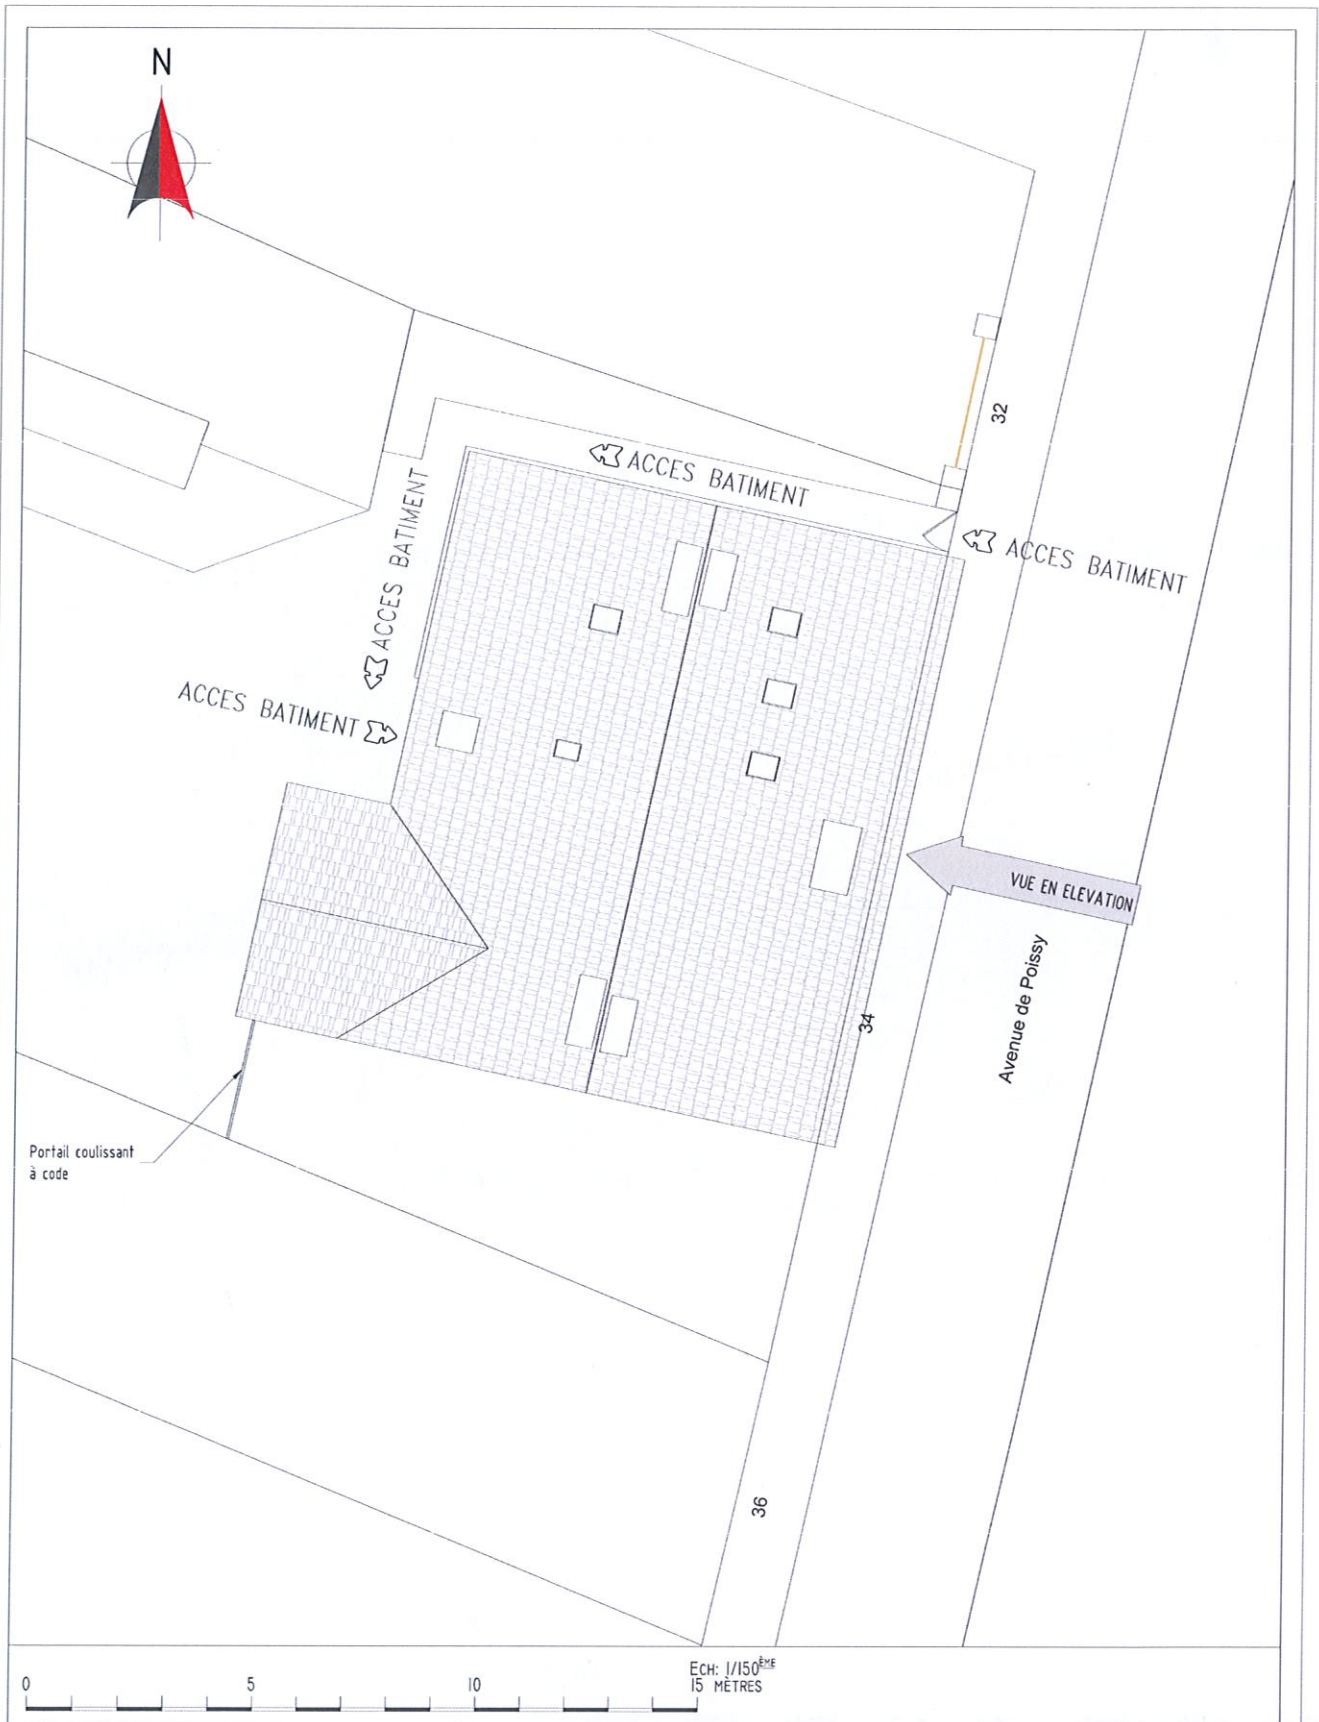 N
32
ACCES BATIMENT
ACCES BATIMENT
ACCES BATIMENT
ACCES BATIMENT
VUE EN ELEVATION
Avenue de Poissy
34
Portail coulissant
à code
36
ECH: 1/150ÈME
0 5 10 15 MÈTRES